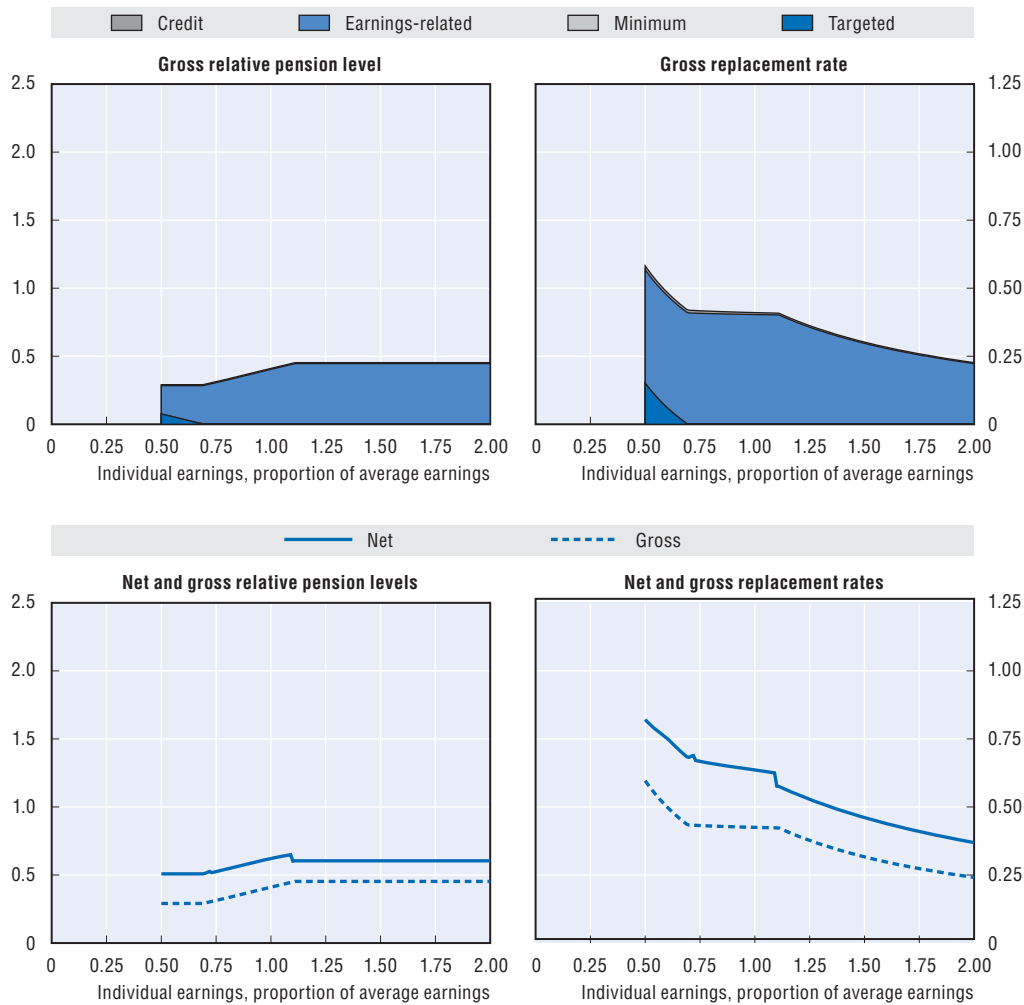 Credit Earnings-related Minimum Targeted
Gross relative pension level
2.5
2.0
1.5
1.0
0.5
0
0 0.25 0.50 0.75 1.00 1.25 1.50 1.75 2.00
Individual earnings, proportion of average earnings
Gross replacement rate
1.25
1.00
0.75
0.50
0.25
0
0 0.25 0.50 0.75 1.00 1.25 1.50 1.75 2.00
Individual earnings, proportion of average earnings
Net Gross
Net and gross relative pension levels
2.5
2.0
1.5
1.0
0.5
0
0 0.25 0.50 0.75 1.00 1.25 1.50 1.75 2.00
Individual earnings, proportion of average earnings
Net and gross replacement rates
1.25
1.00
0.75
0.50
0.25
0
0 0.25 0.50 0.75 1.00 1.25 1.50 1.75 2.00
Individual earnings, proportion of average earnings